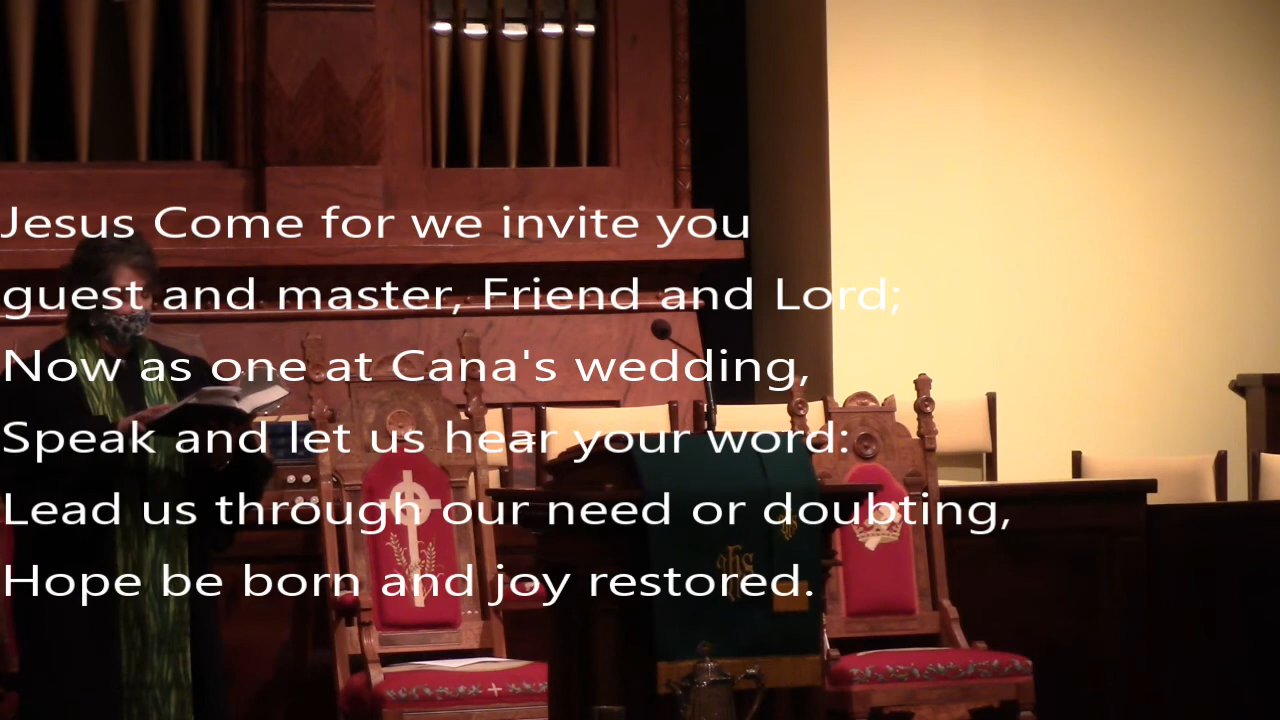 Jesus Come for we invite you
guest and master, Friend and Lord;
Now as one at Cana's wedding,
Speak and let us hear your word:
Lead us through our need or doubting,
Hope be born and joy restored.
ihs